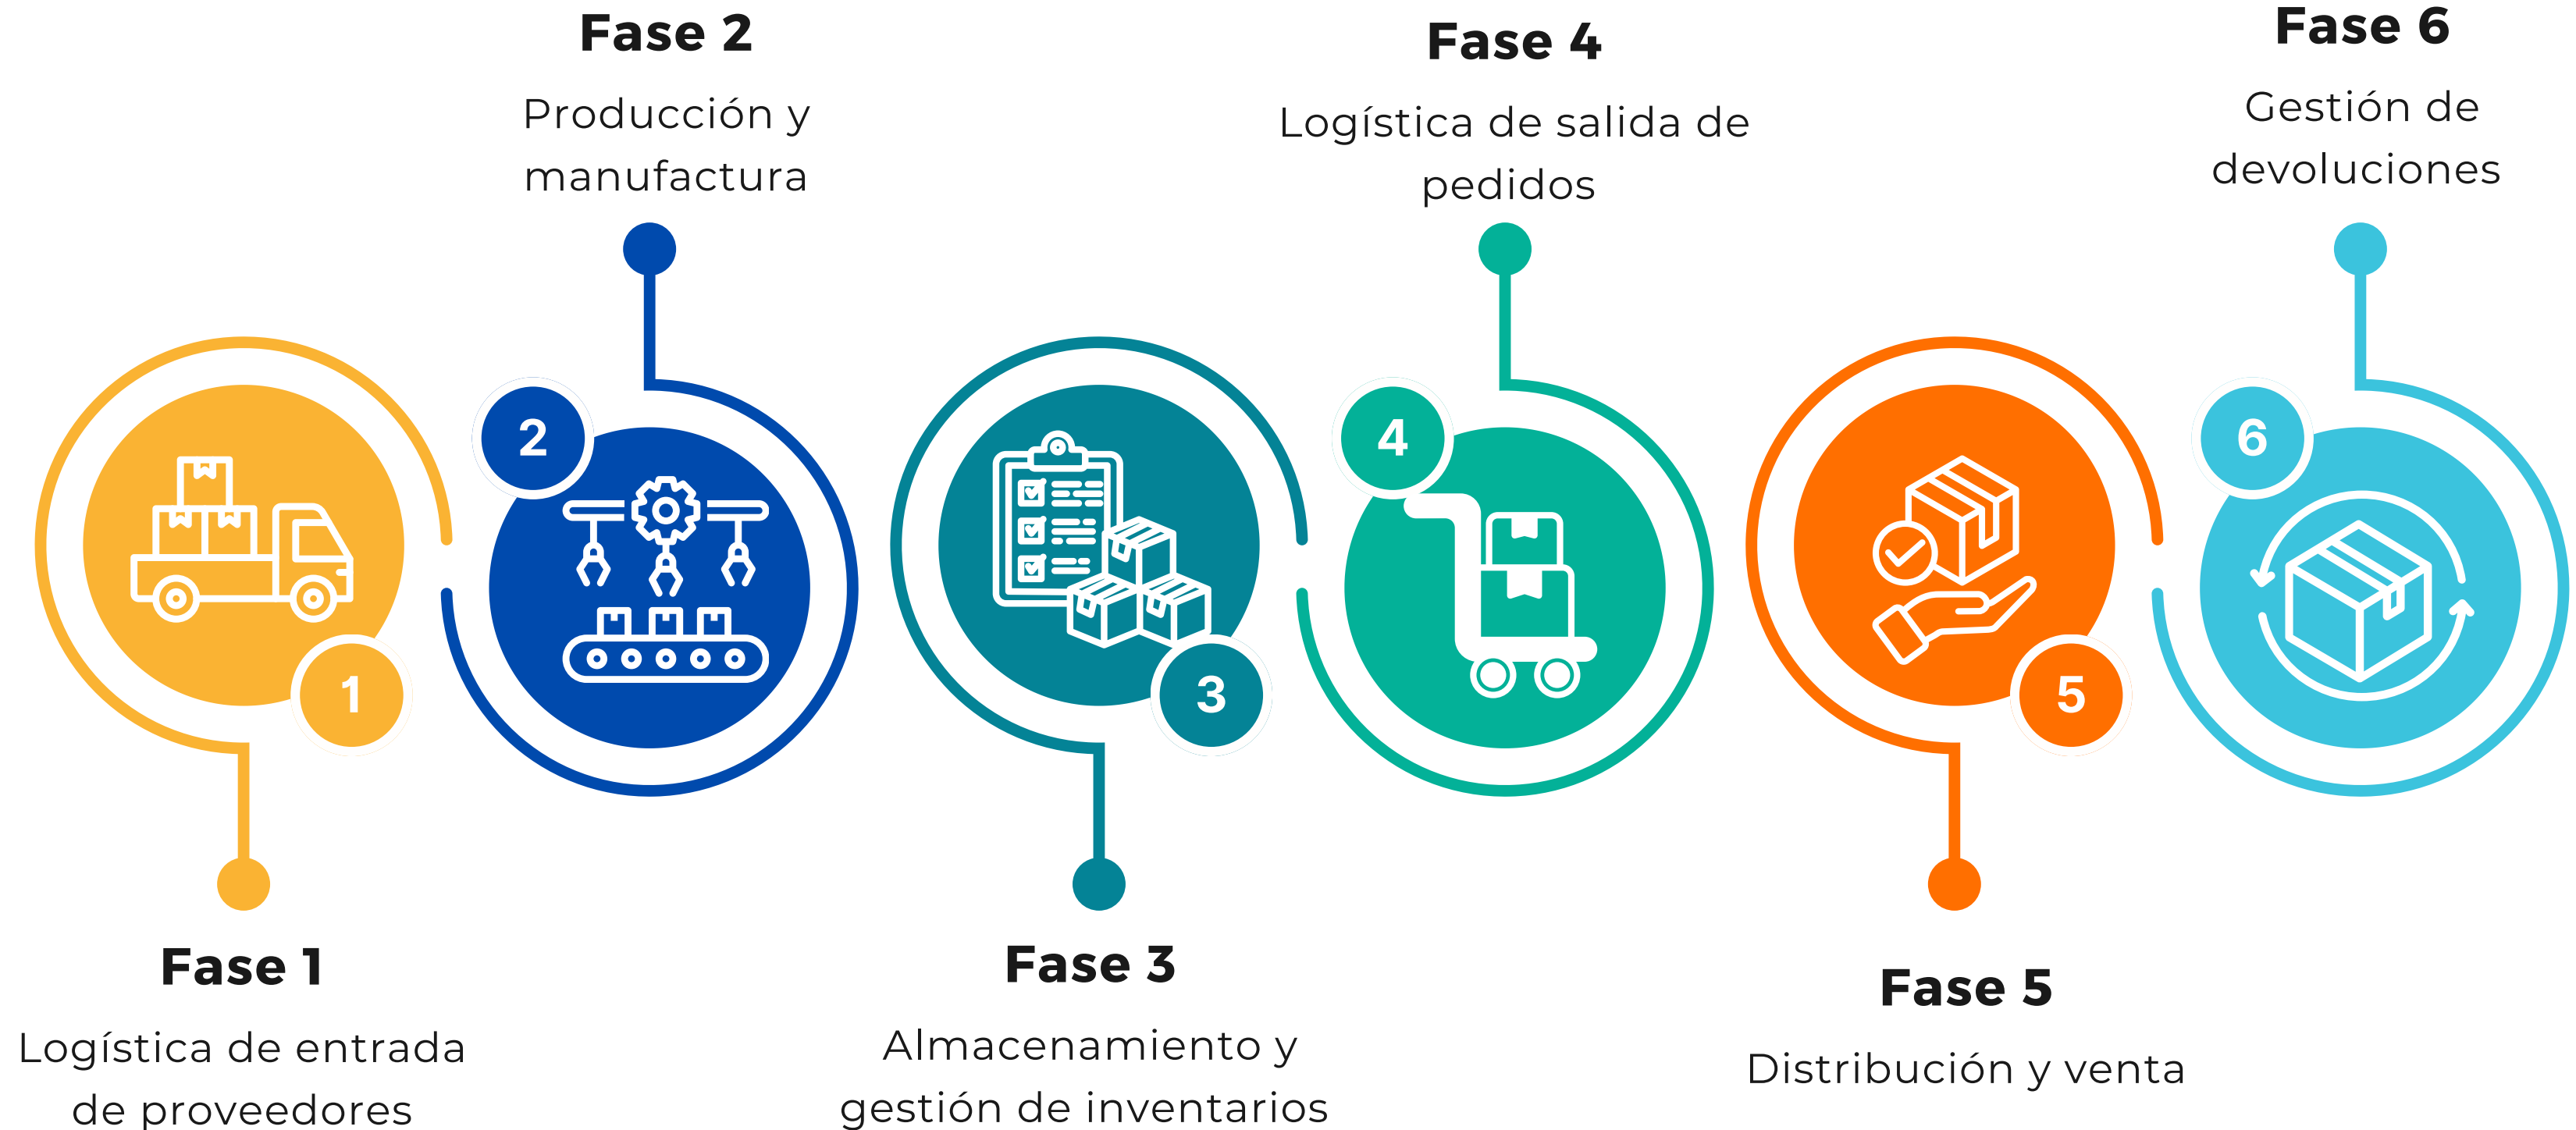 Fase 1
Logística de entrada
de proveedores
1
Fase 2
Producción y
manufactura
2
Fase 3
Almacenamiento y
gestión de inventarios
3
Fase 4
Logística de salida de
pedidos
4
Fase 5
Distribución y venta
5
Fase 6
Gestión de
devoluciones
6